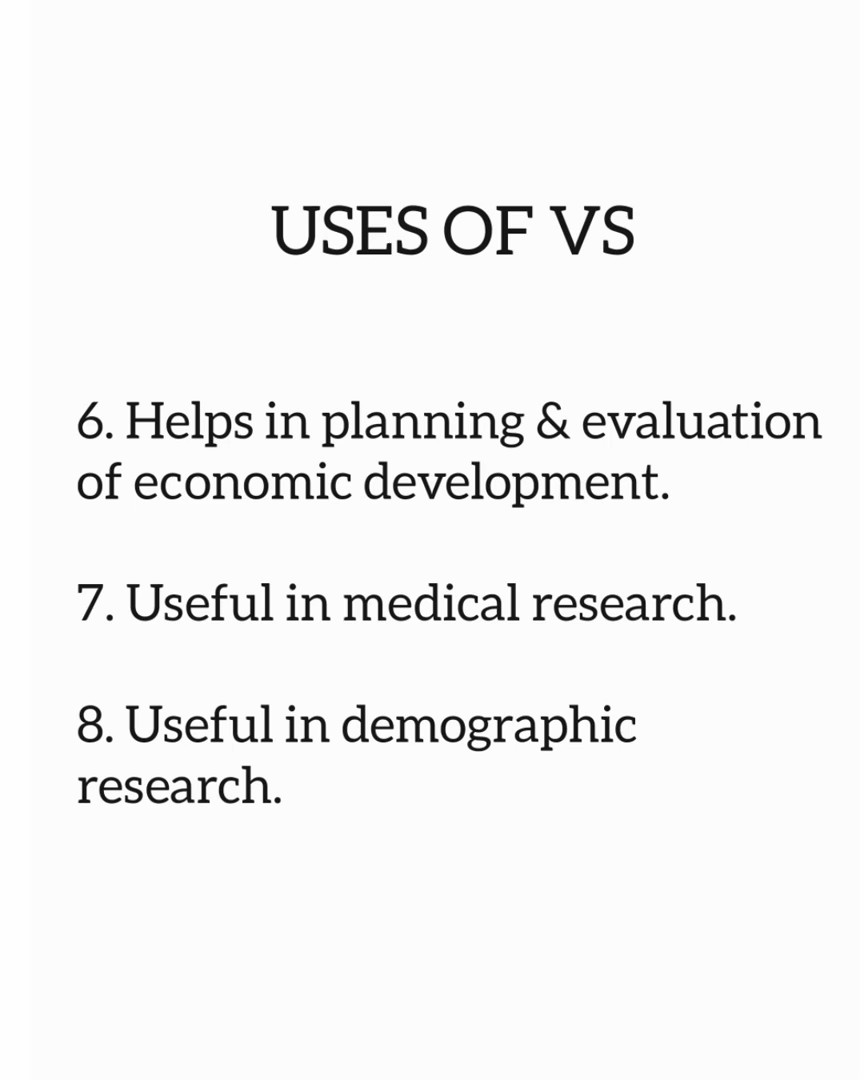 USES OF VS
6. Helps in planning & evaluation
of economic development.
7. Useful in medical research.
8. Useful in demographic
research.